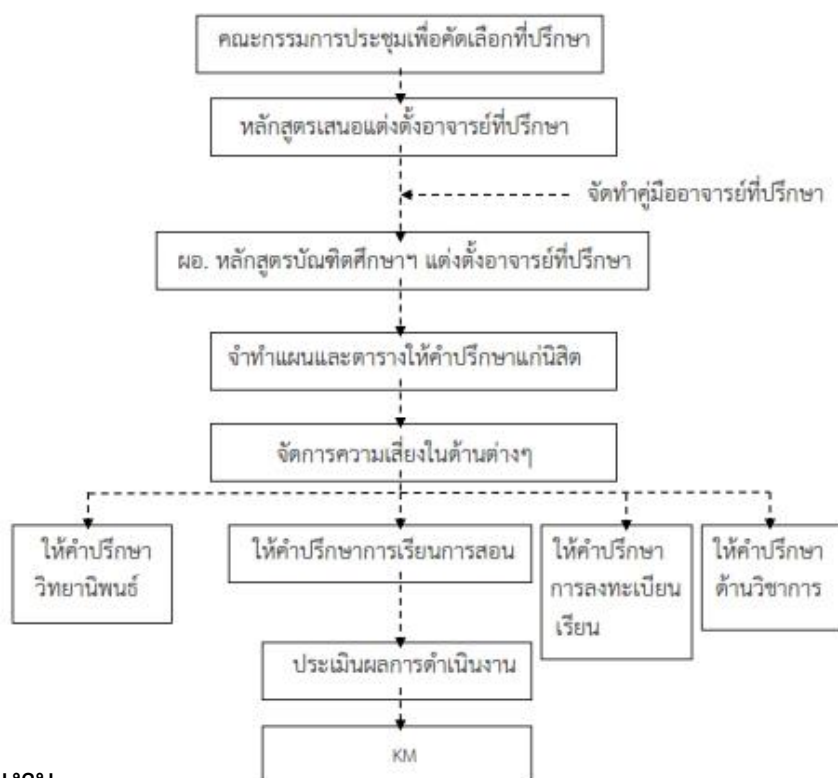 คณะกรรมการประชุมเพื่อคัดเลือกที่ปรึกษา
หลักสูตรเสนอแต่งตั้งอาจารย์ที่ปรึกษา
จัดทำคู่มืออาจารย์ที่ปรึกษา
ผอ. หลักสูตรบัณฑิตศึกษาฯ แต่งตั้งอาจารย์ที่ปรึกษา
จำทำแผนและตารางให้คำปรึกษาแก่นิสิต
จัดการความเสี่ยงในด้านต่างๆ
ให้คำปรึกษา
วิทยานิพนธ์
ให้คำปรึกษาการเรียนการสอน
ให้คำปรึกษา
การลงทะเบียน
เรียน
ให้คำปรึกษา
ด้านวิชาการ
ประเมินผลการดำเนินงาน
KM